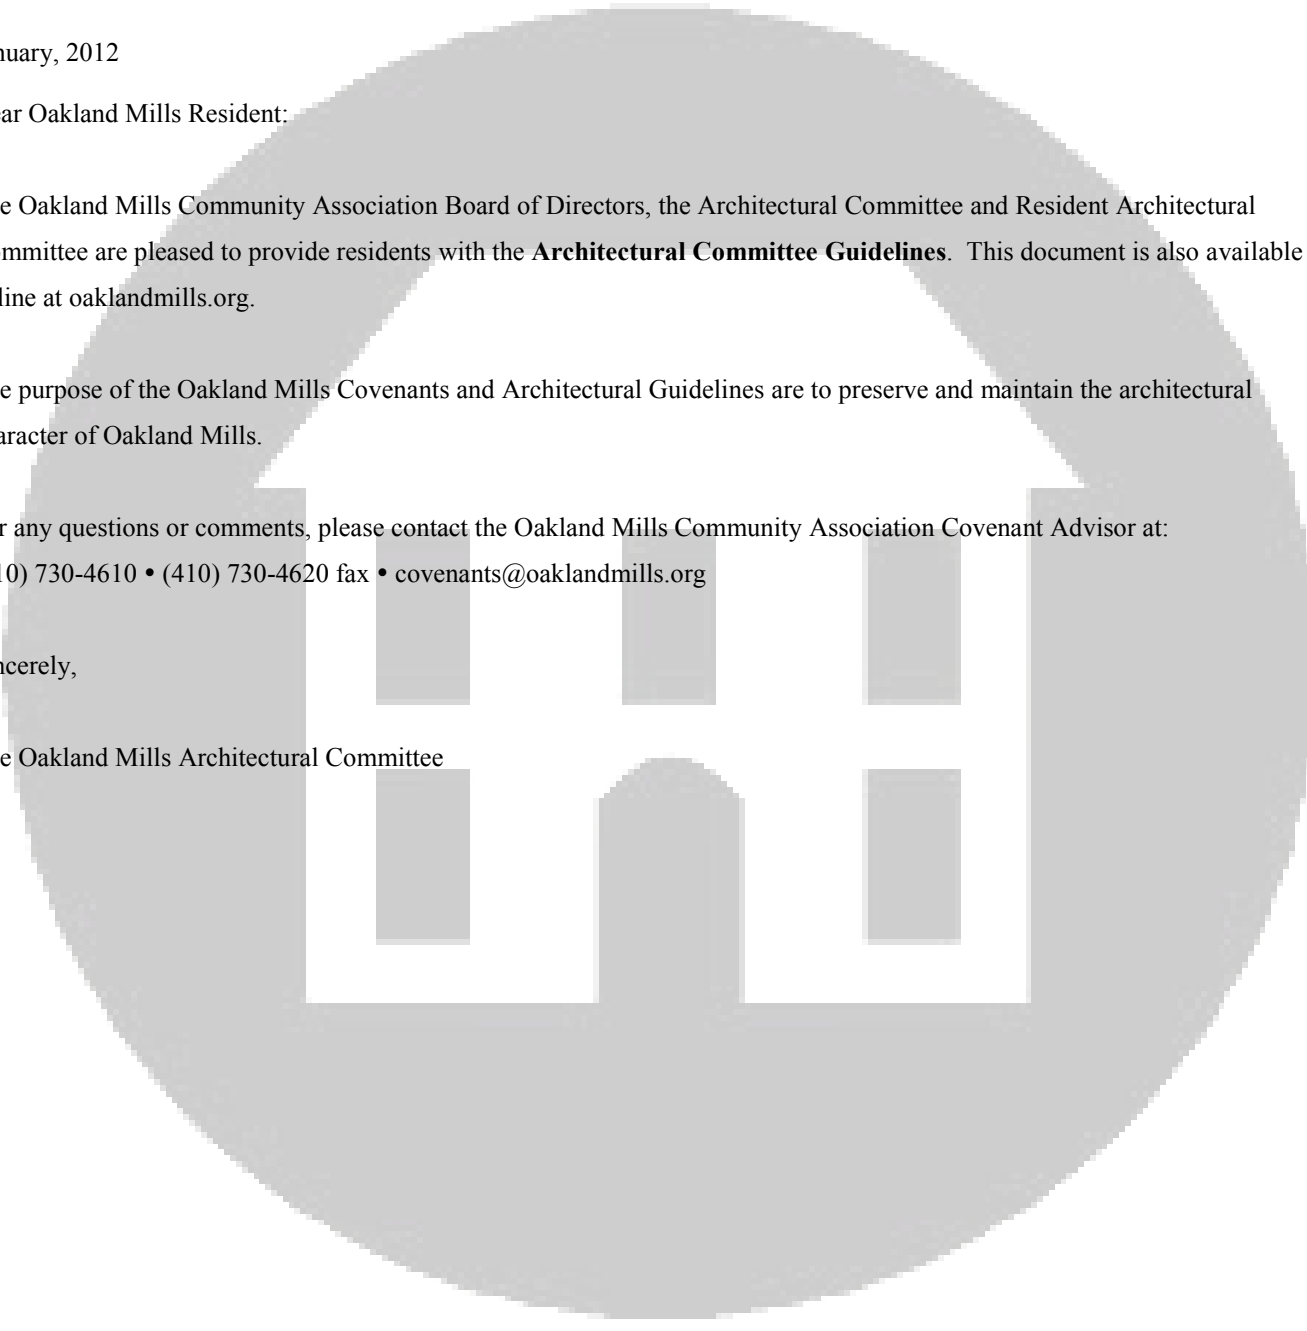 nuary, 2012
ar Oakland Mills Resident:
e Oakland Mills Community Association Board of Directors, the Architectural Committee and Resident Architectural
mmittee are pleased to provide residents with the Architectural Committee Guidelines.  This document is also available
line at oaklandmills.org.
e purpose of the Oakland Mills Covenants and Architectural Guidelines are to preserve and maintain the architectural
aracter of Oakland Mills.
r any questions or comments, please contact the Oakland Mills Community Association Covenant Advisor at:
10) 730-4610 • (410) 730-4620 fax • covenants@oaklandmills.org
ncerely,
e Oakland Mills Architectural Committee